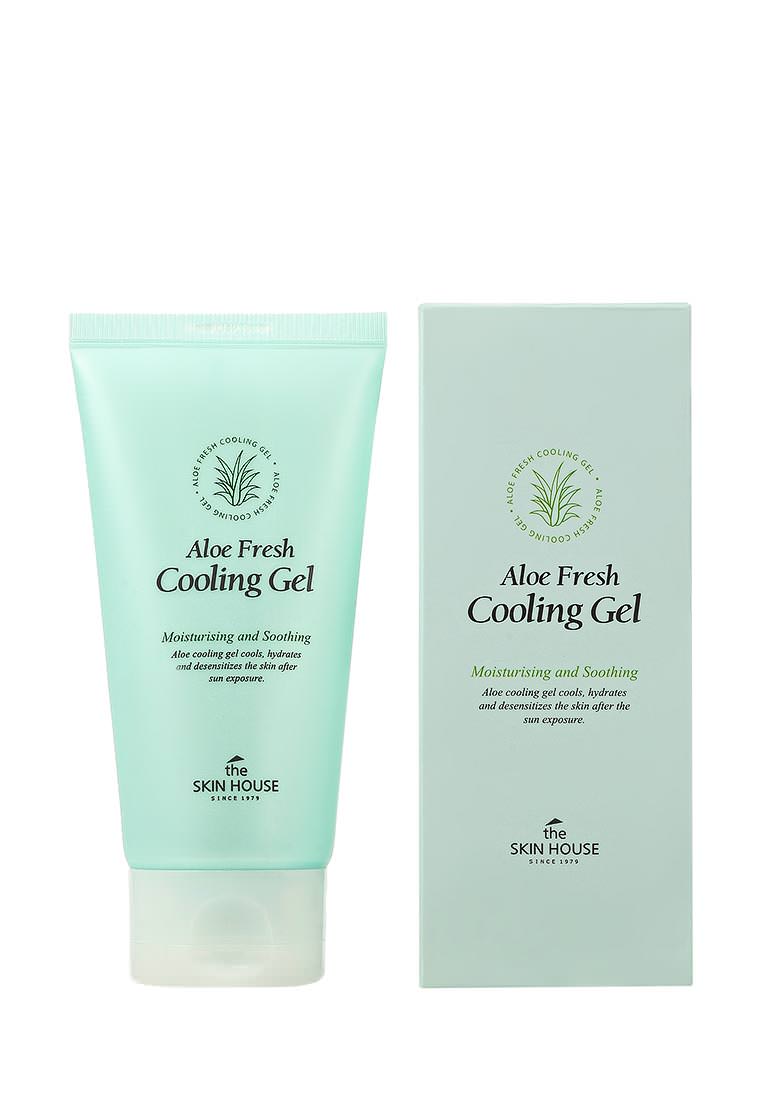 ALOE FRESH COOLING GEL • ALOE FRESH COOLING GEL •
Aloe Fresh
Cooling Gel
Moisturising and Soothing
Aloe cooling gel cools, hydrates
and desensitizes the skin after
sun exposure.
the
SKIN HOUSE
SINCE 1979
ALOE FRESH COOLING GEL • ALOE FRESH COOLING GEL •
Aloe Fresh
Cooling Gel
Moisturising and Soothing
Aloe cooling gel cools, hydrates
and desensitizes the skin after the
sun exposure.
the
SKIN HOUSE
SINCE 1979